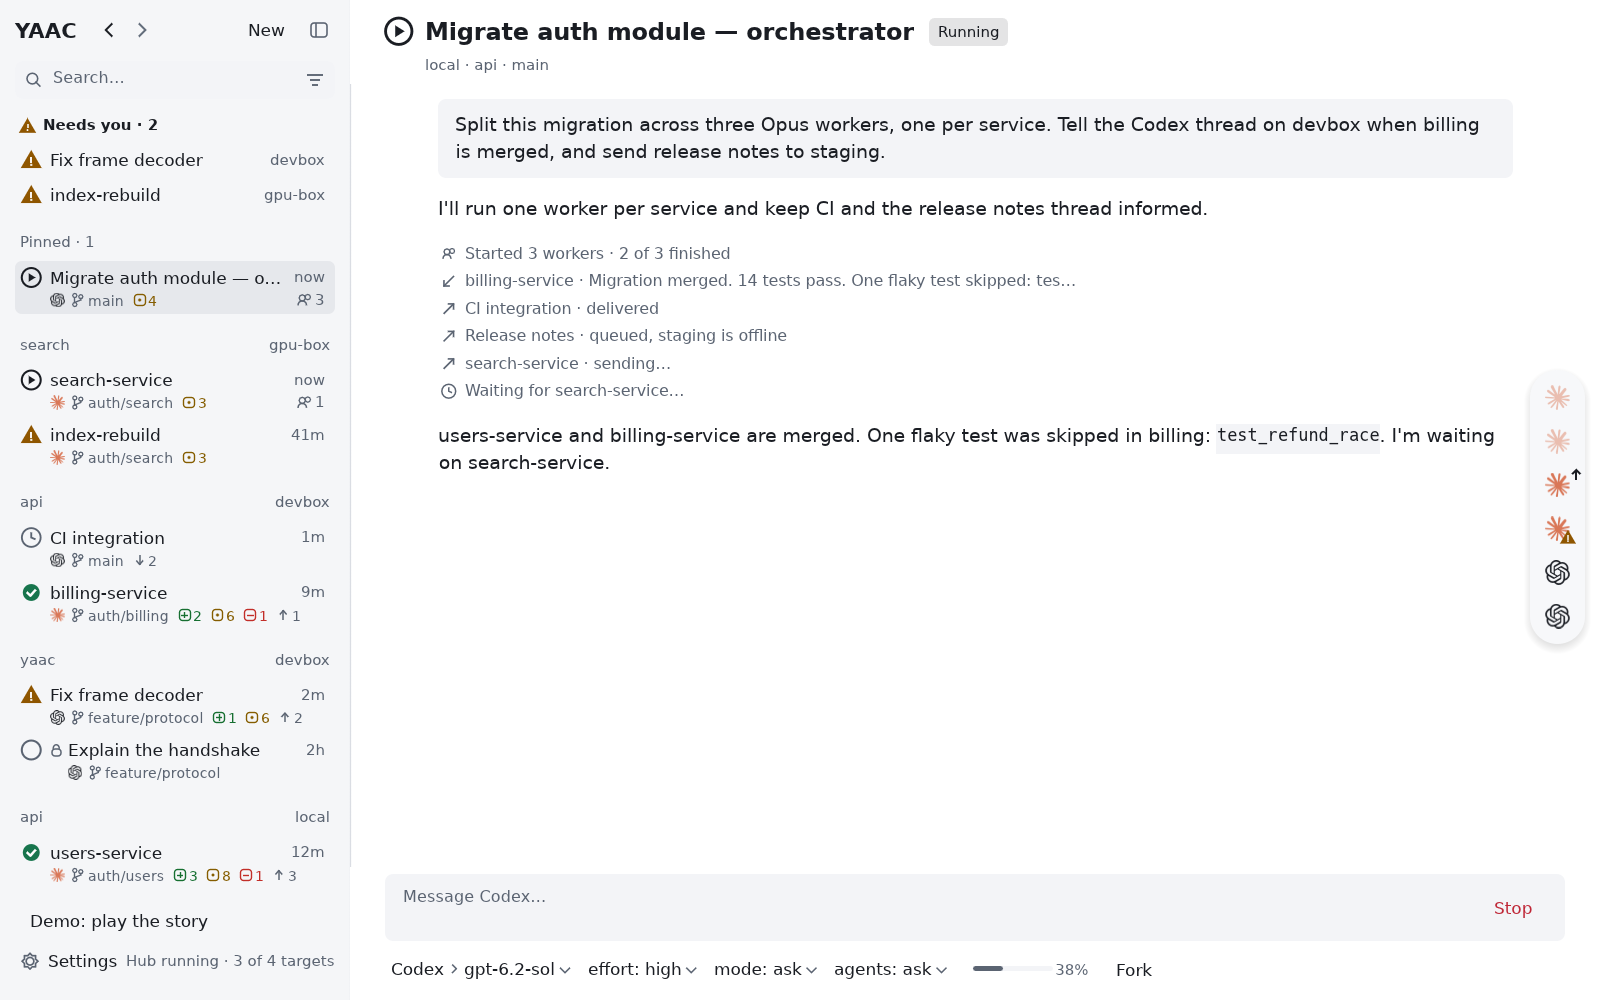 YAAC
New
Search…
Needs you · 2
Fix frame decoder devbox
index-rebuild gpu-box
Pinned · 1
Migrate auth module — o… now
main 4 3
search gpu-box
search-service now
auth/search 3 1
index-rebuild 41m
auth/search 3
api devbox
CI integration 1m
main 2
billing-service 9m
auth/billing 2 6 1 1
yaac devbox
Fix frame decoder 2m
feature/protocol 1 6 2
Explain the handshake 2h
feature/protocol
api local
users-service 12m
auth/users 3 8 1 3
Demo: play the story
Settings Hub running · 3 of 4 targets
Migrate auth module — orchestrator Running
local · api · main
Split this migration across three Opus workers, one per service. Tell the Codex thread on devbox when billing
is merged, and send release notes to staging.
I'll run one worker per service and keep CI and the release notes thread informed.
Started 3 workers · 2 of 3 finished
billing-service · Migration merged. 14 tests pass. One flaky test skipped: tes…
CI integration · delivered
Release notes · queued, staging is offline
search-service · sending…
Waiting for search-service…
users-service and billing-service are merged. One flaky test was skipped in billing: test_refund_race. I'm waiting
on search-service.
Message Codex…
Stop
Codex gpt-6.2-sol effort: high mode: ask agents: ask 38% Fork